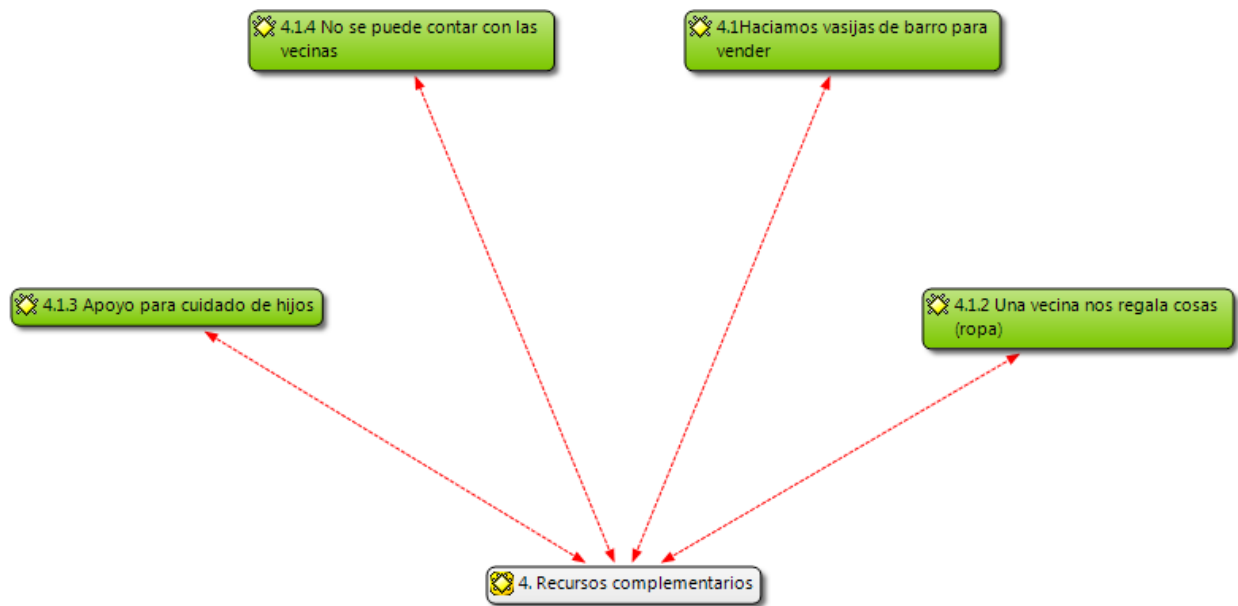 4.1.4 No se puede contar con las
vecinas
4.1Haciamos vasijas de barro para
vender
4.1.3 Apoyo para cuidado de hijos
4.1.2 Una vecina nos regala cosas
(ropa)
4. Recursos complementarios